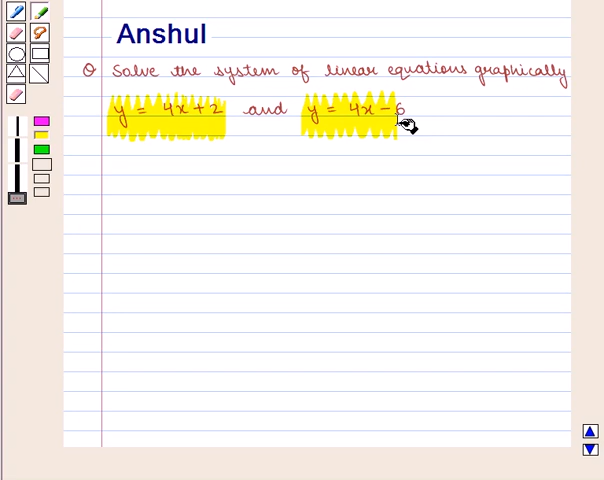 Anshul
Q Solve the system of linear equations graphically
y = 4x + 2 and y = 4x - 6